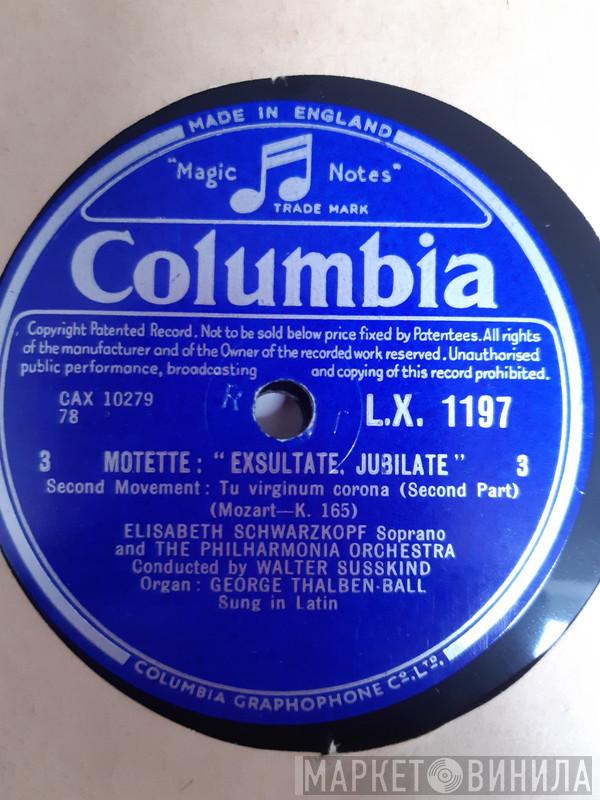 MADE IN ENGLAND
"Magic Notes"
TRADE MARK
Columbia
Copyright Patented Record. Not to be sold below price fixed by Patentees. All rights
of the manufacturer and of the Owner of the recorded work reserved. Unauthorised
public performance, broadcasting and copying of this record prohibited.
CAX 10279
78
R
L.X. 1197
3 MOTETTE: "EXSULTATE, JUBILATE" 3
Second Movement: Tu virginum corona (Second Part)
(Mozart—K. 165)
ELISABETH SCHWARZKOPF Soprano
and THE PHILHARMONIA ORCHESTRA
Conducted by WALTER SUSSKIND
Organ: GEORGE THALBEN-BALL
Sung in Latin
COLUMBIA GRAPHOPHONE Co. LTD.
МАРКЕТ ВИНИЛА